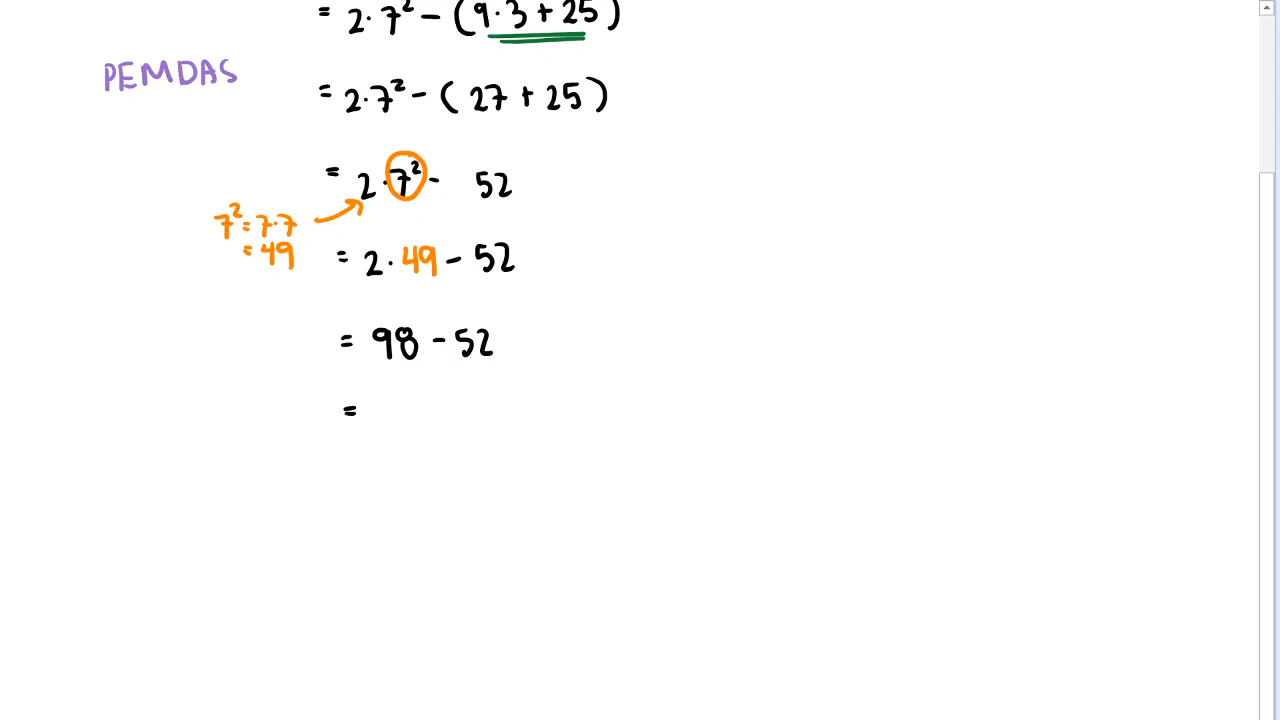 = 2·7² - (9·3 + 25)
PEMDAS
= 2·7² - (27 + 25)
= 2·7² - 52
7² = 7·7
= 49
= 2·49 - 52
= 98 - 52
=